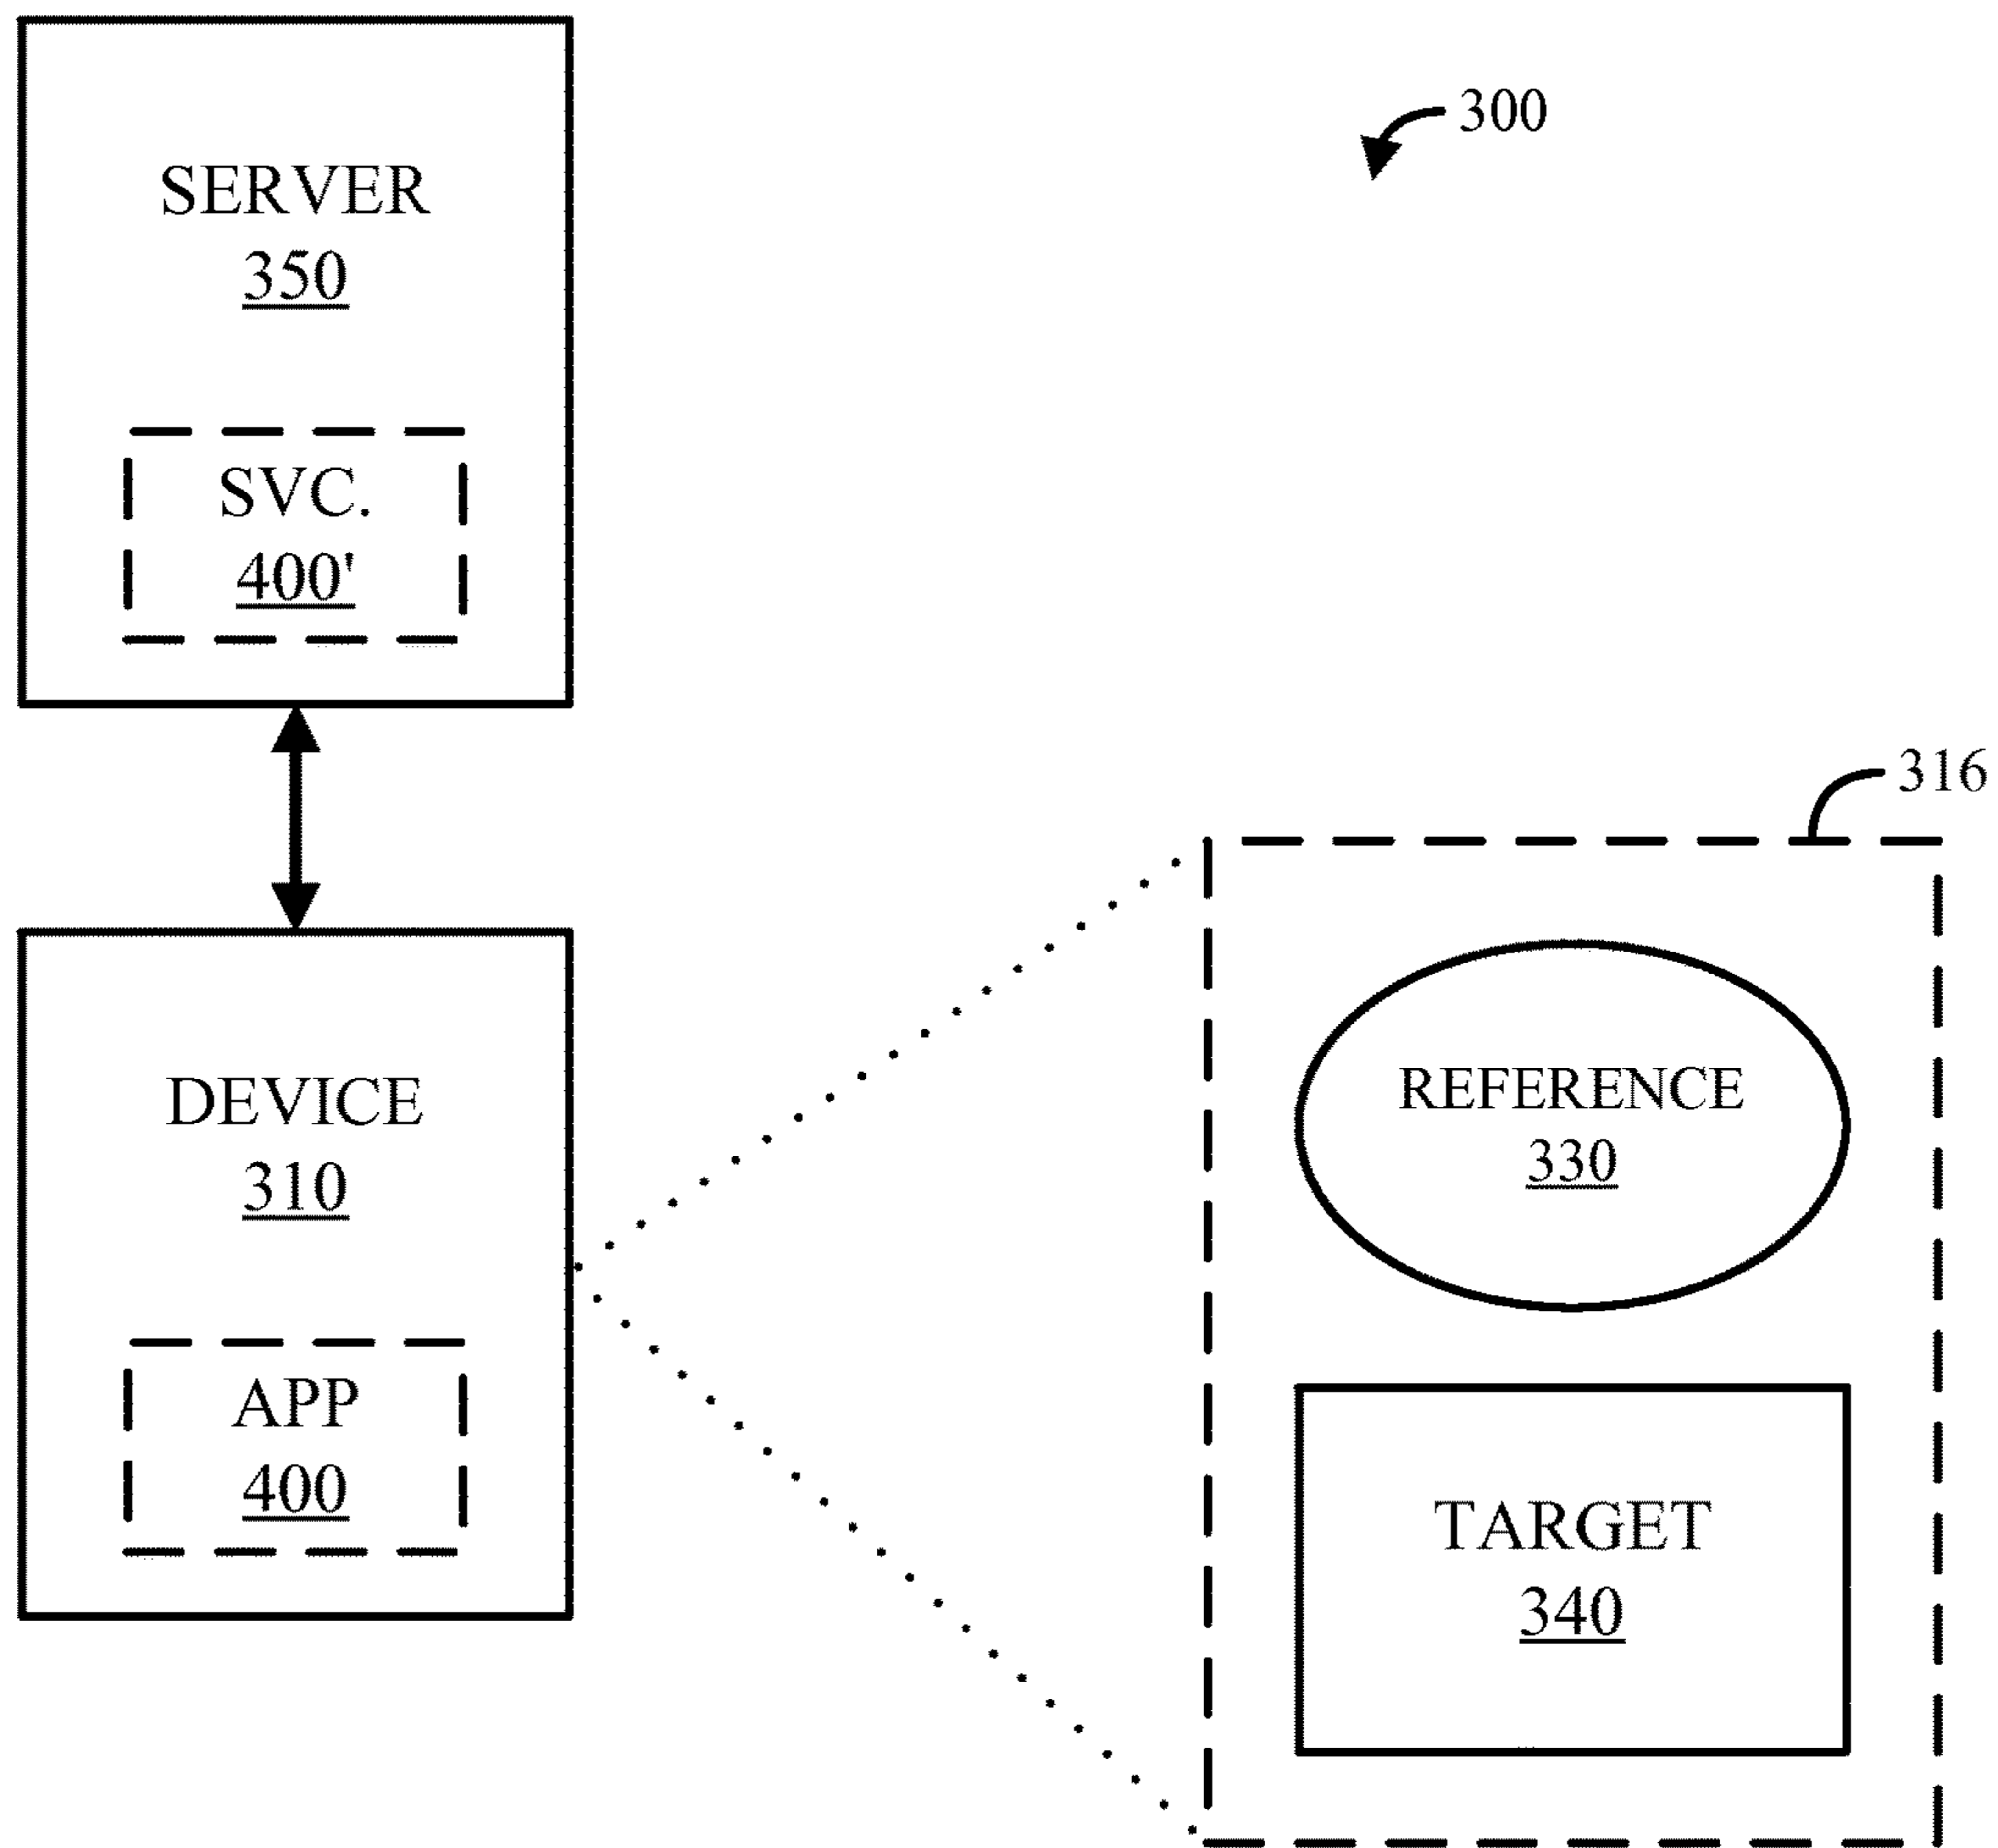 SERVER
350
SVC.
400'
300
316
DEVICE
310
APP
400
REFERENCE
330
TARGET
340